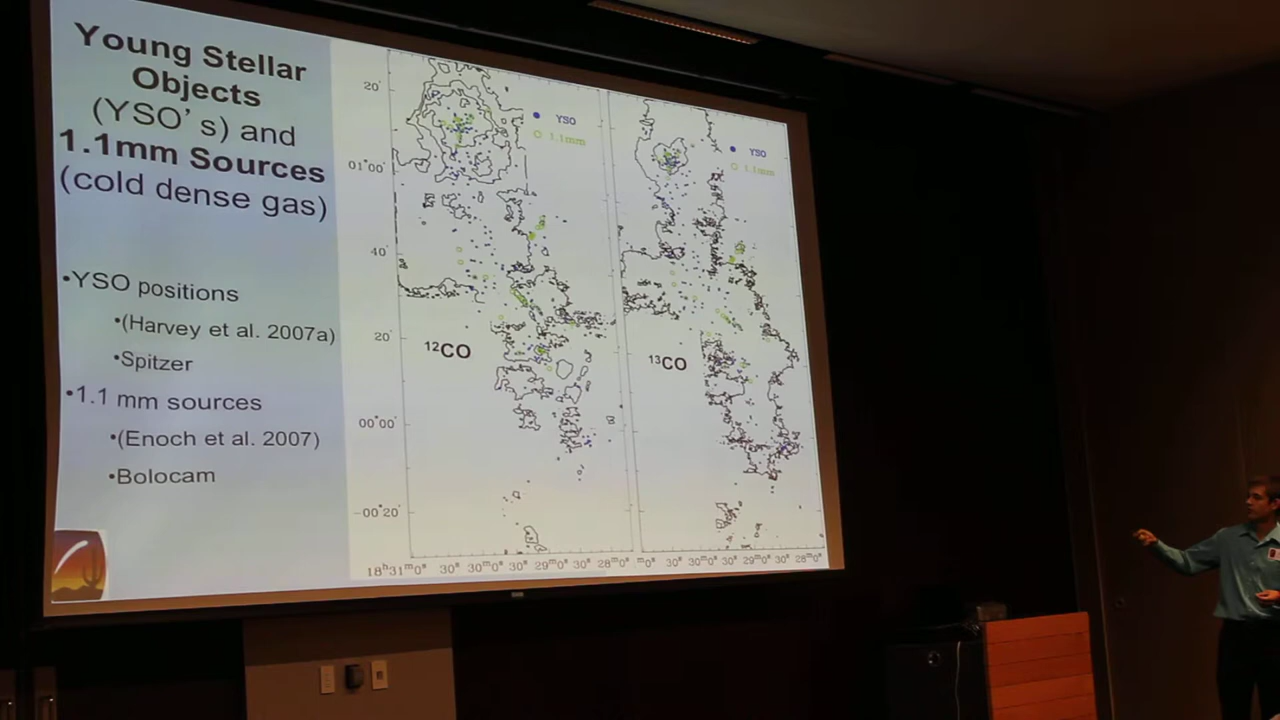 Young Stellar
Objects
(YSO's) and
1.1mm Sources
(cold dense gas)
•YSO positions
•(Harvey et al. 2007a)
•Spitzer
•1.1 mm sources
•(Enoch et al. 2007)
•Bolocam
20'
01°00'
40'
20'
00°00'
−00°20'
YSO
1.1mm
¹²CO
18ʰ31ᵐ0ˢ 30ˢ 30ᵐ0ˢ 30ˢ 29ᵐ0ˢ 30ˢ 28ᵐ0ˢ
YSO
1.1mm
¹³CO
ᵐ0ˢ 30ˢ 30ᵐ0ˢ 30ˢ 29ᵐ0ˢ 30ˢ 28ᵐ0ˢ